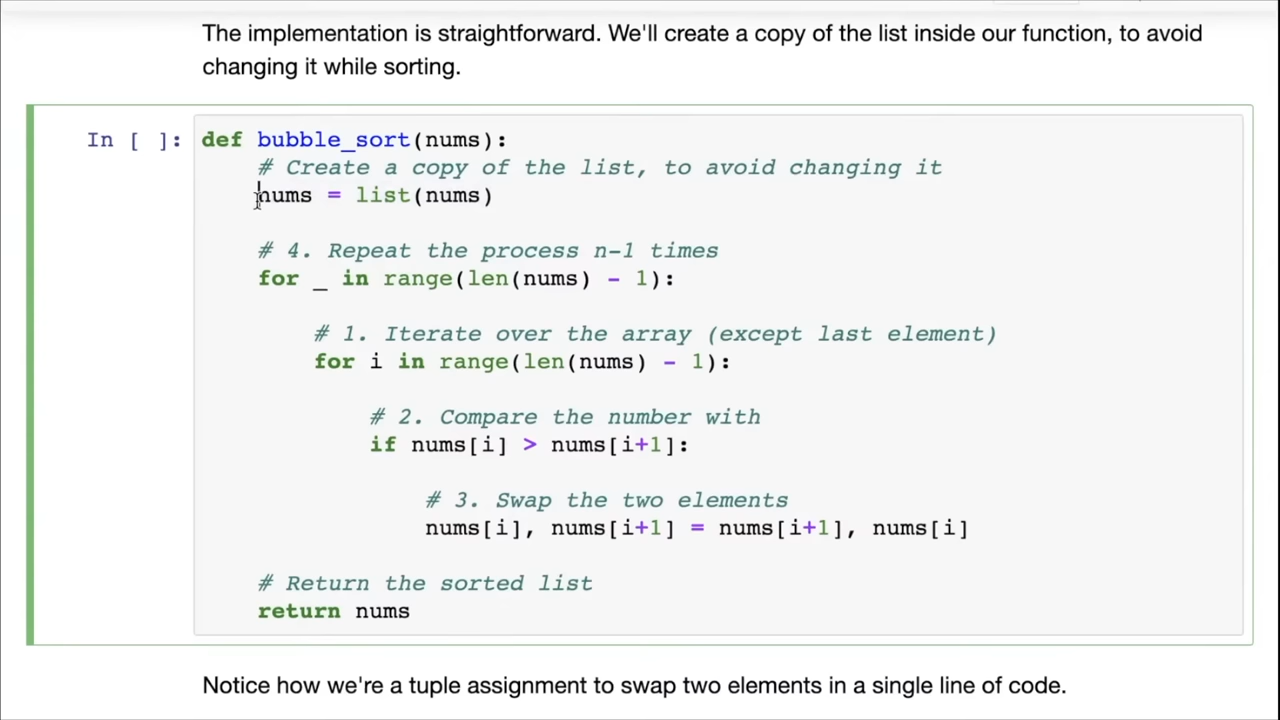 The implementation is straightforward. We'll create a copy of the list inside our function, to avoid
changing it while sorting.
In [ ]: def bubble_sort(nums):
    # Create a copy of the list, to avoid changing it
    nums = list(nums)
    # 4. Repeat the process n-1 times
    for _ in range(len(nums) - 1):
        # 1. Iterate over the array (except last element)
        for i in range(len(nums) - 1):
            # 2. Compare the number with
            if nums[i] > nums[i+1]:
                # 3. Swap the two elements
                nums[i], nums[i+1] = nums[i+1], nums[i]
    # Return the sorted list
    return nums
Notice how we're a tuple assignment to swap two elements in a single line of code.